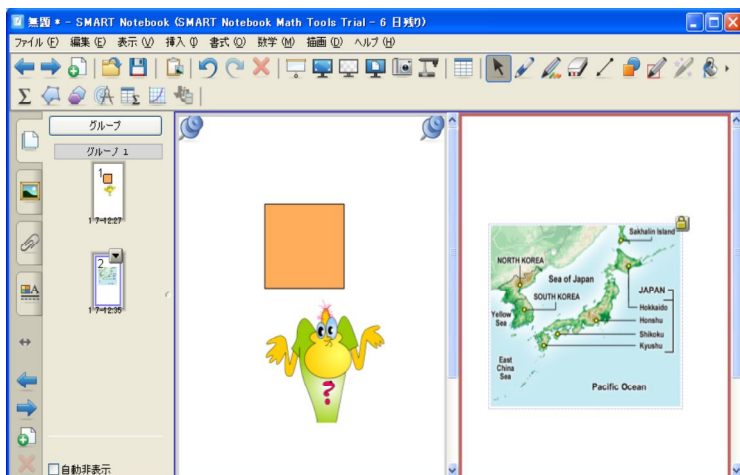 無題 * - SMART Notebook (SMART Notebook Math Tools Trial - 6 日残り)
ファイル (F) 編集 (E) 表示 (V) 挿入 (I) 書式 (O) 数学 (M) 描画 (D) ヘルプ (H)
グループ
グループ 1
1
1 7-12:27
2
1 7-12:35
自動非表示
?
Sakhalin Island
NORTH KOREA
Sea of Japan
SOUTH KOREA
JAPAN
Hokkaido
Yellow
Sea
Honshu
Shikoku
Kyushu
East
China
Sea
Pacific Ocean